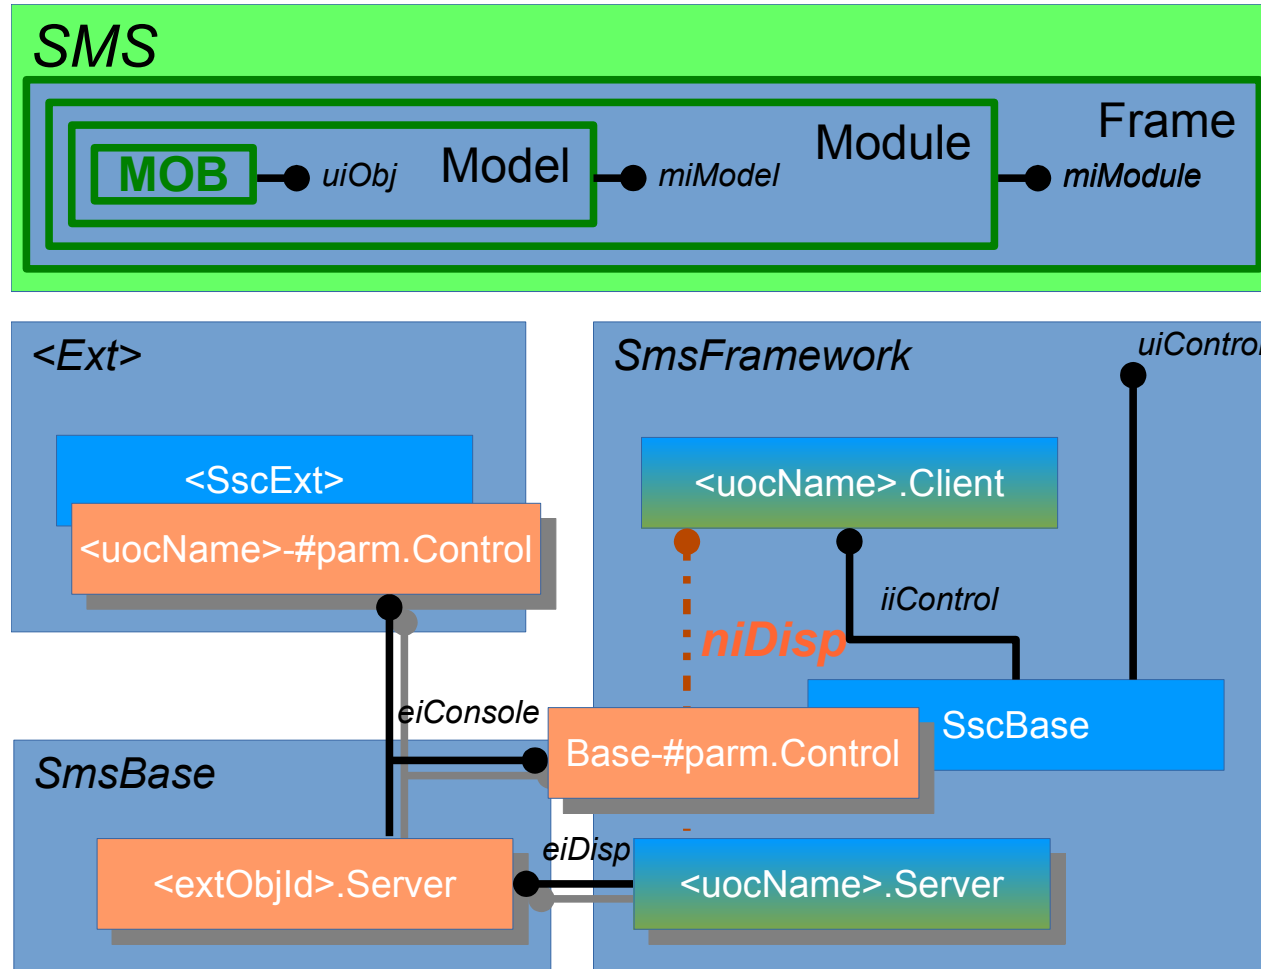 SMS
Frame
Module
Model
MOB
uiObj
miModel
miModule
<Ext>
SmsFramework
uiControl
<SscExt>
<uocName>.Client
<uocName>-#parm.Control
iiControl
niDisp
eiConsole
SscBase
Base-#parm.Control
SmsBase
eiDisp
<extObjId>.Server
<uocName>.Server